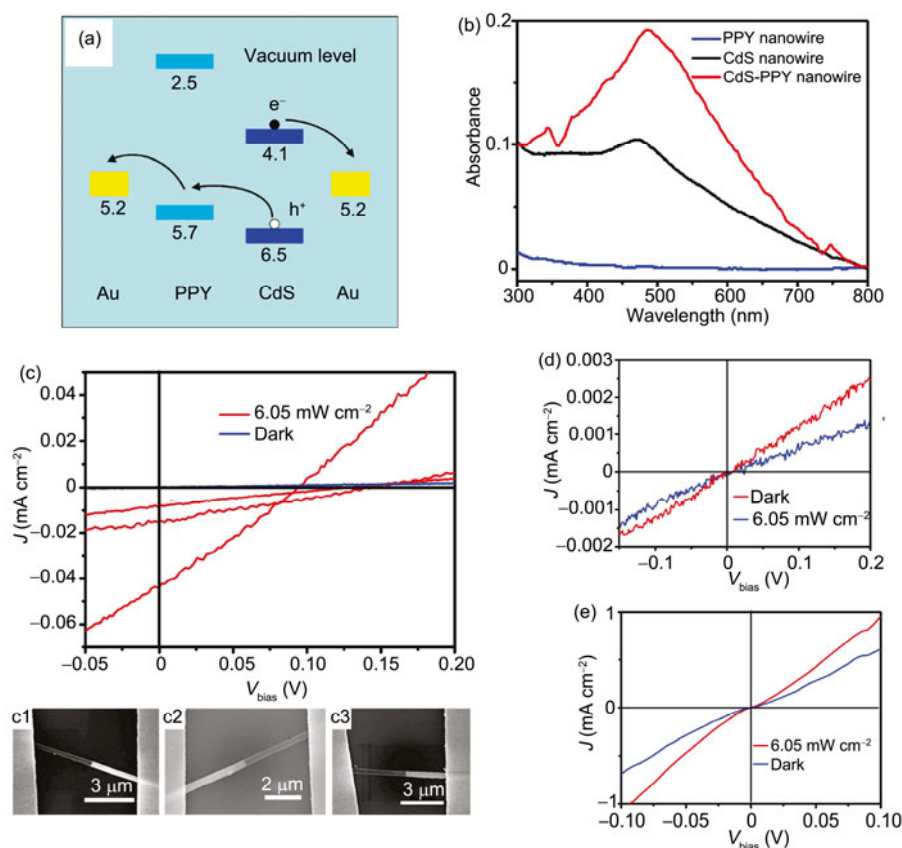 (a)
Vacuum level
2.5
e⁻
4.1
5.2
5.2
h⁺
5.7
6.5
Au PPY CdS Au
(b)
PPY nanowire
CdS nanowire
CdS-PPY nanowire
Absorbance
0.2
0.1
0
300 400 500 600 700 800
Wavelength (nm)
(c)
J (mA cm⁻²)
0.04
0.02
0
−0.02
−0.04
−0.06
6.05 mW cm⁻²
Dark
−0.05 0 0.05 0.10 0.15 0.20
V_bias (V)
c1
3 μm
c2
2 μm
c3
3 μm
(d)
J (mA cm⁻²)
0.003
0.002
0.001
0
−0.001
−0.002
Dark
6.05 mW cm⁻²
−0.1 0 0.1 0.2
V_bias (V)
(e)
J (mA cm⁻²)
1
0
−1
6.05 mW cm⁻²
Dark
−0.10 −0.05 0 0.05 0.10
V_bias (V)